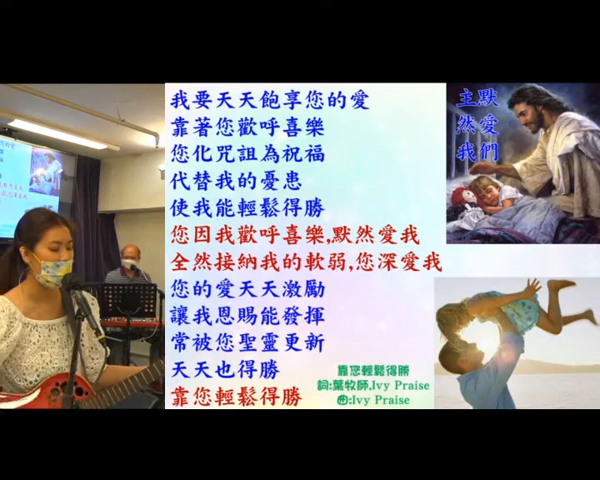 我要天天飽享您的愛
靠著您歡呼喜樂
您化咒詛為祝福
代替我的憂患
使我能輕鬆得勝
您因我歡呼喜樂,默然愛我
全然接納我的軟弱,您深愛我
您的愛天天激勵
讓我恩賜能發揮
常被您聖靈更新
天天也得勝
靠您輕鬆得勝
靠您輕鬆得勝
詞:葉牧師,Ivy Praise
曲:Ivy Praise
主默
然愛
我們